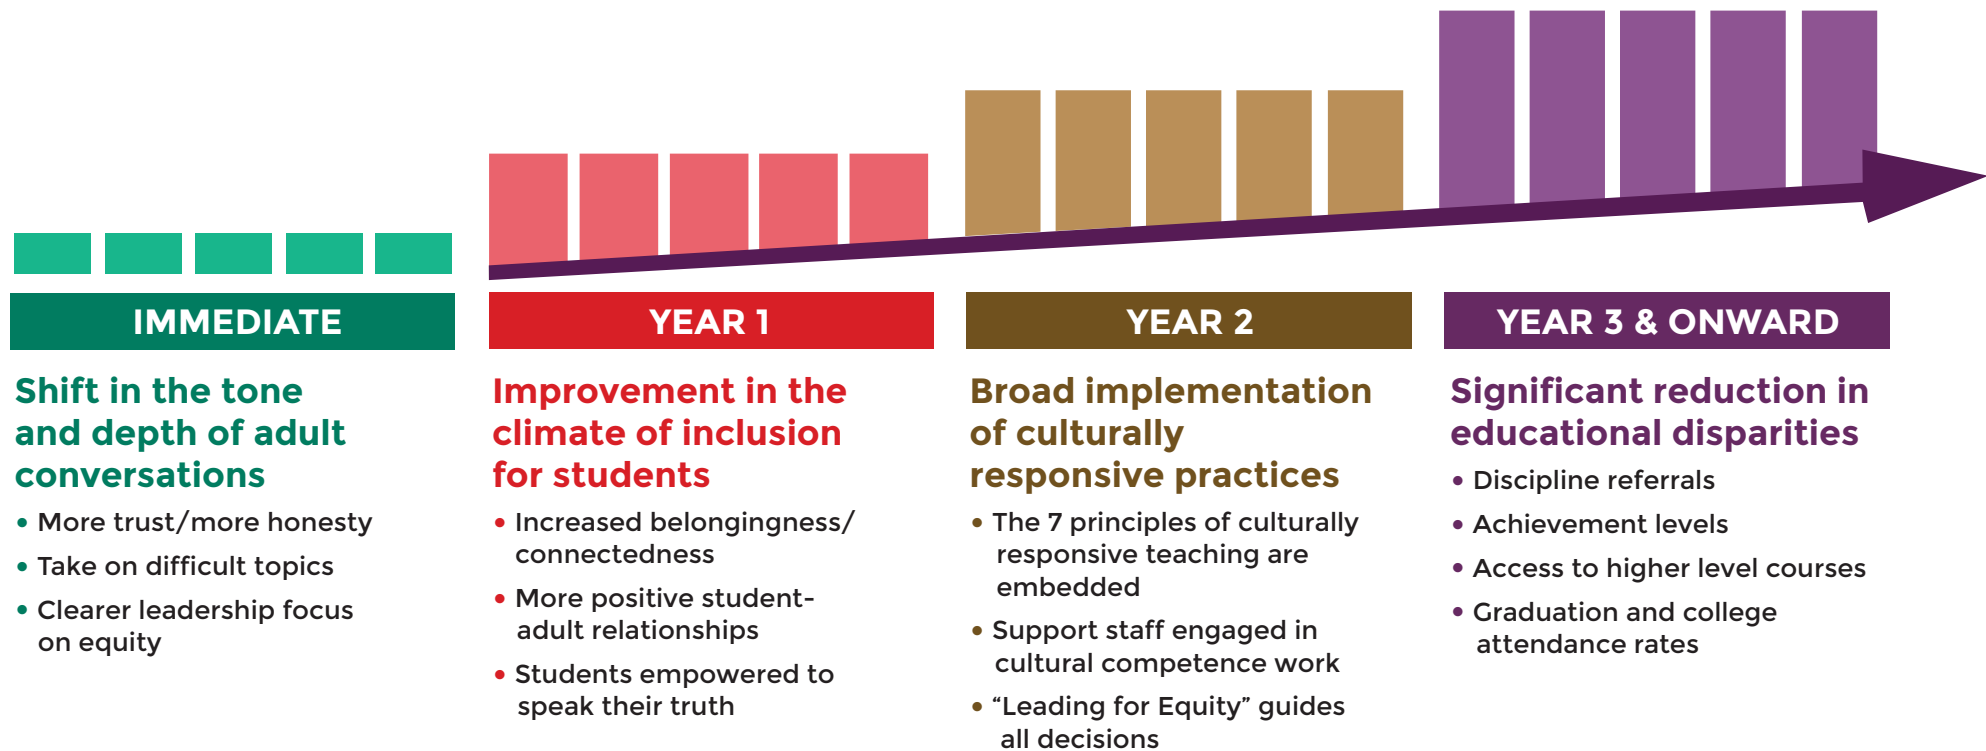 IMMEDIATE
Shift in the tone
and depth of adult
conversations
• More trust/more honesty
• Take on difficult topics
• Clearer leadership focus
on equity
YEAR 1
Improvement in the
climate of inclusion
for students
• Increased belongingness/
connectedness
• More positive student-
adult relationships
• Students empowered to
speak their truth
YEAR 2
Broad implementation
of culturally
responsive practices
• The 7 principles of culturally
responsive teaching are
embedded
• Support staff engaged in
cultural competence work
• “Leading for Equity” guides
all decisions
YEAR 3 & ONWARD
Significant reduction in
educational disparities
• Discipline referrals
• Achievement levels
• Access to higher level courses
• Graduation and college
attendance rates